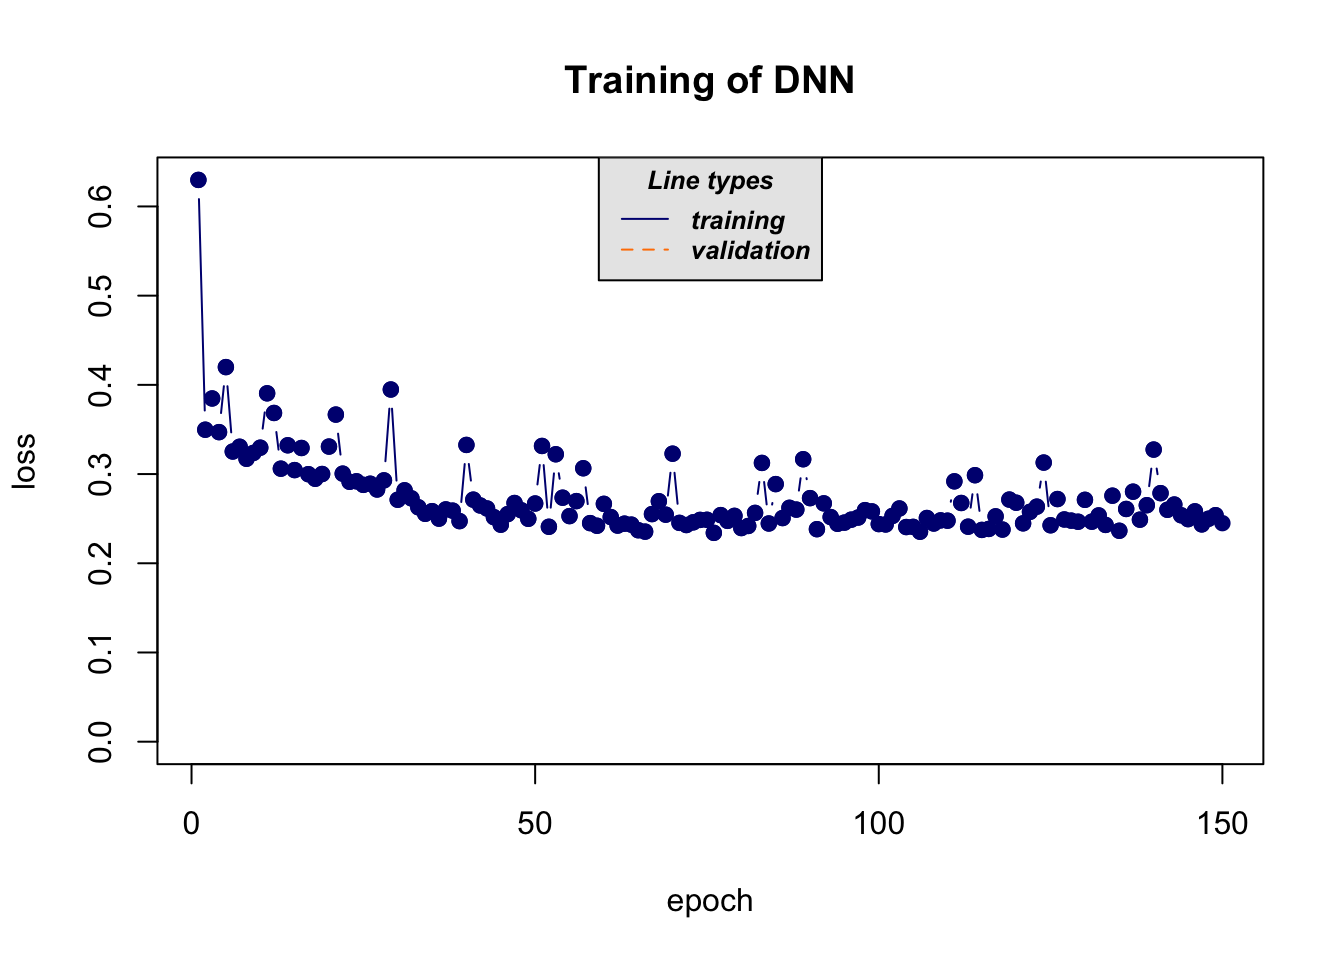 Training of DNN
Line types
training
validation
loss
0.6
0.5
0.4
0.3
0.2
0.1
0.0
0 50 100 150
epoch